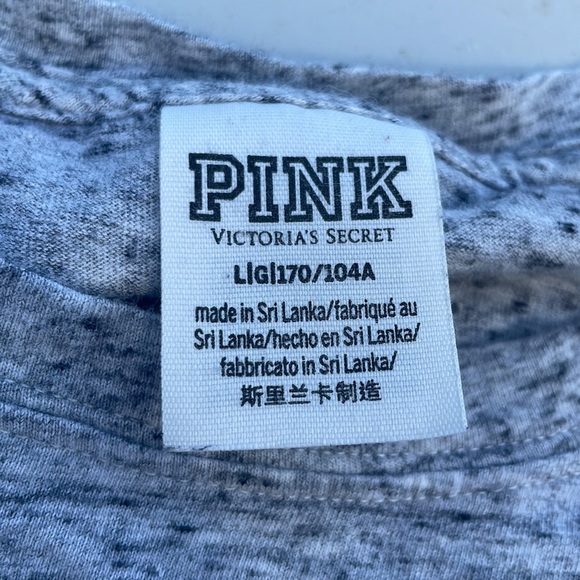 PINK
VICTORIA'S SECRET
L|G|170/104A
made in Sri Lanka/fabriqué au
Sri Lanka/hecho en Sri Lanka/
fabbricato in Sri Lanka/
斯里兰卡制造